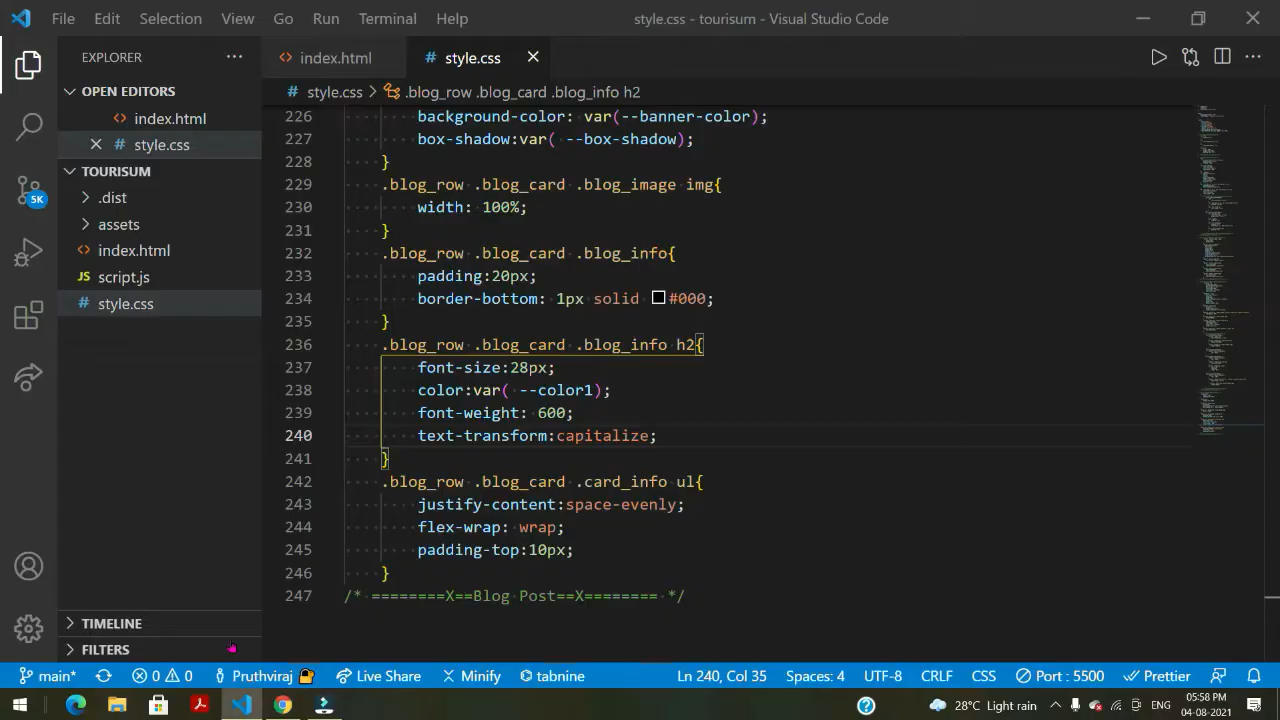 File Edit Selection View Go Run Terminal Help
style.css - tourisum - Visual Studio Code
EXPLORER
index.html
# style.css
OPEN EDITORS
# style.css > .blog_row .blog_card .blog_info h2
index.html
# style.css
TOURISUM
.dist
assets
index.html
JS script.js
# style.css
5K
226 background-color: var(--banner-color);
227 box-shadow:var( --box-shadow);
228 }
229 .blog_row .blog_card .blog_image img{
230 width: 100%;
231 }
232 .blog_row .blog_card .blog_info{
233 padding:20px;
234 border-bottom: 1px solid #000;
235 }
236 .blog_row .blog_card .blog_info h2{
237 font-size:28px;
238 color:var( --color1);
239 font-weight: 600;
240 text-transform:capitalize;
241 }
242 .blog_row .blog_card .card_info ul{
243 justify-content:space-evenly;
244 flex-wrap: wrap;
245 padding-top:10px;
246 }
247 /* ========X==Blog Post==X======== */
TIMELINE
FILTERS
main* 0 0 Pruthviraj Live Share Minify tabnine Ln 240, Col 35 Spaces: 4 UTF-8 CRLF CSS Port : 5500 Prettier
28°C Light rain ENG 05:58 PM
04-08-2021